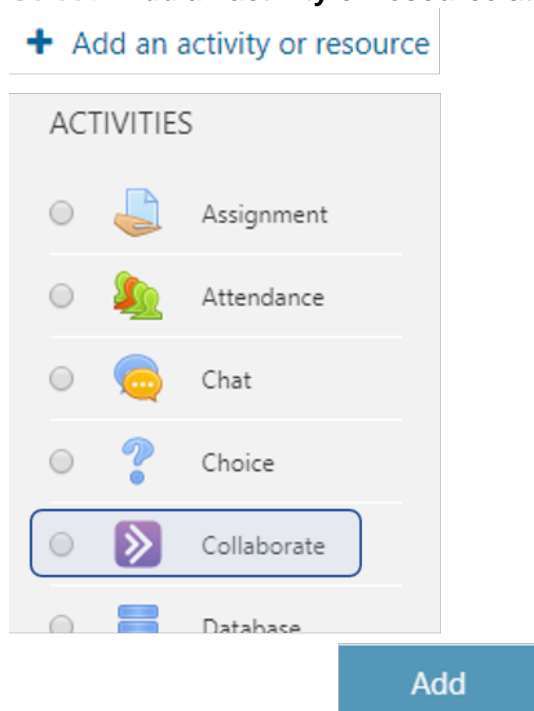 + Add an activity or resource
ACTIVITIES
Assignment
Attendance
Chat
Choice
Collaborate
Database
Add